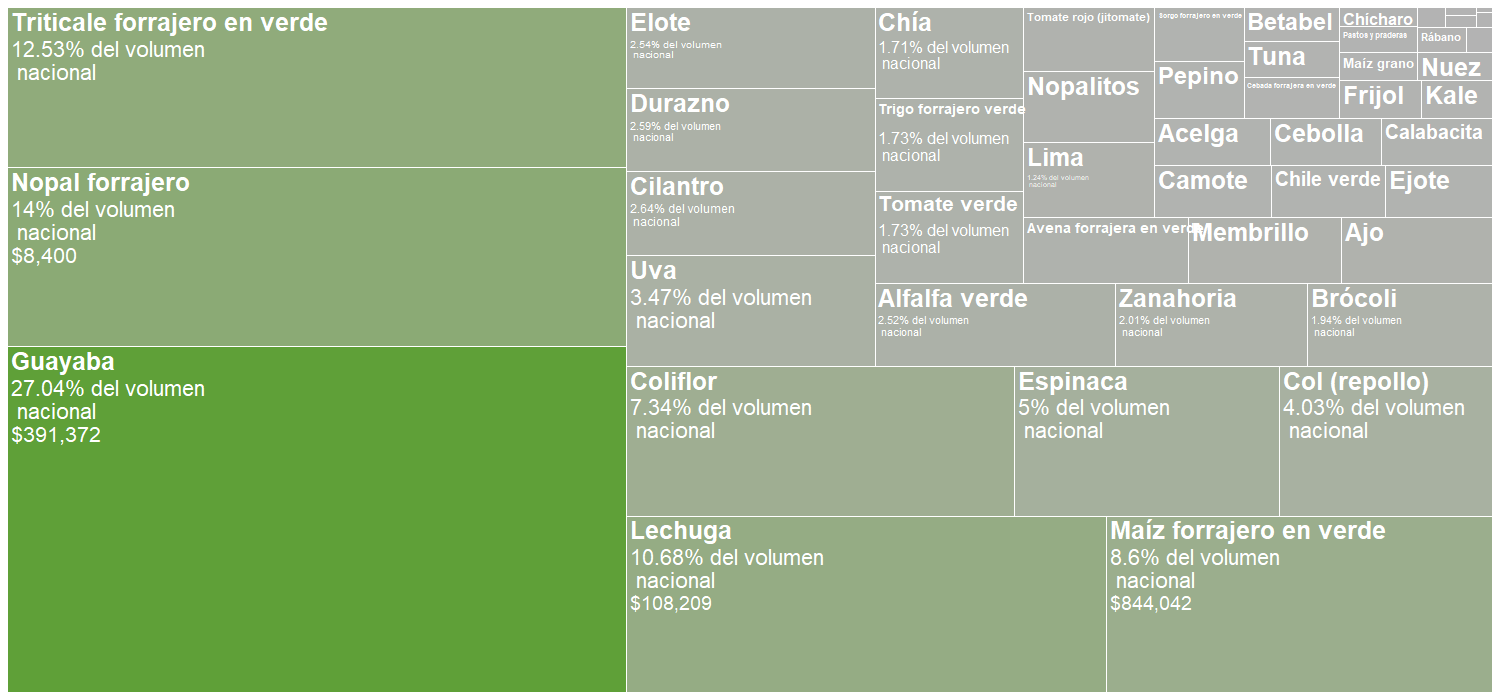 Triticale forrajero en verde
12.53% del volumen
nacional
Nopal forrajero
14% del volumen
nacional
$8,400
Guayaba
27.04% del volumen
nacional
$391,372
Elote
2.54% del volumen
nacional
Durazno
2.59% del volumen
nacional
Cilantro
2.64% del volumen
nacional
Uva
3.47% del volumen
nacional
Chía
1.71% del volumen
nacional
Trigo forrajero verde
1.73% del volumen
nacional
Tomate verde
1.73% del volumen
nacional
Tomate rojo (jitomate)
Nopalitos
Lima
1.24% del volumen
nacional
Sorgo forrajero en verde
Pepino
Betabel
Tuna
Cebada forrajera en verde
Chicharo
Pastos y praderas
Maíz grano
Rábano
Nuez
Frijol
Kale
Acelga
Cebolla
Calabacita
Camote
Chile verde
Ejote
Avena forrajera en verde
Membrillo
Ajo
Alfalfa verde
2.52% del volumen
nacional
Zanahoria
2.01% del volumen
nacional
Brócoli
1.94% del volumen
nacional
Coliflor
7.34% del volumen
nacional
Espinaca
5% del volumen
nacional
Col (repollo)
4.03% del volumen
nacional
Lechuga
10.68% del volumen
nacional
$108,209
Maíz forrajero en verde
8.6% del volumen
nacional
$844,042